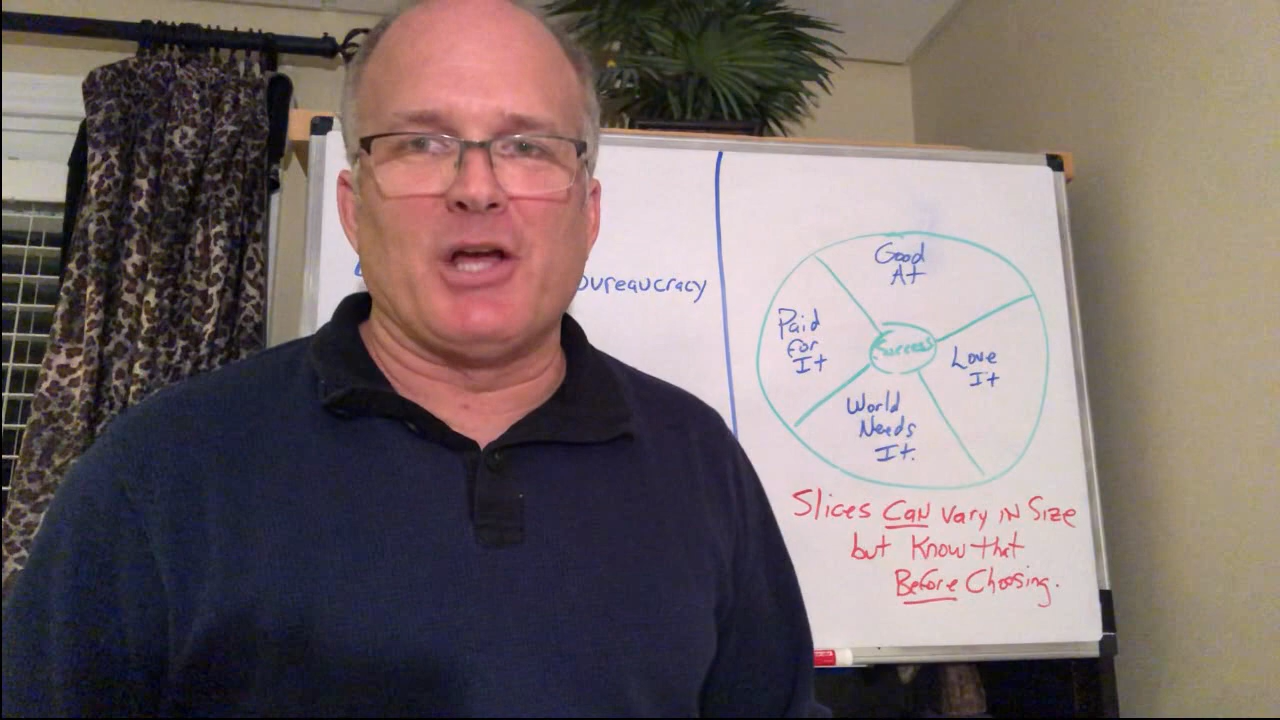 bureaucracy
Good
At
Paid
For
It
Success
Love
It
World
Needs
It.
Slices CAN vary IN Size
but Know that
Before Choosing.